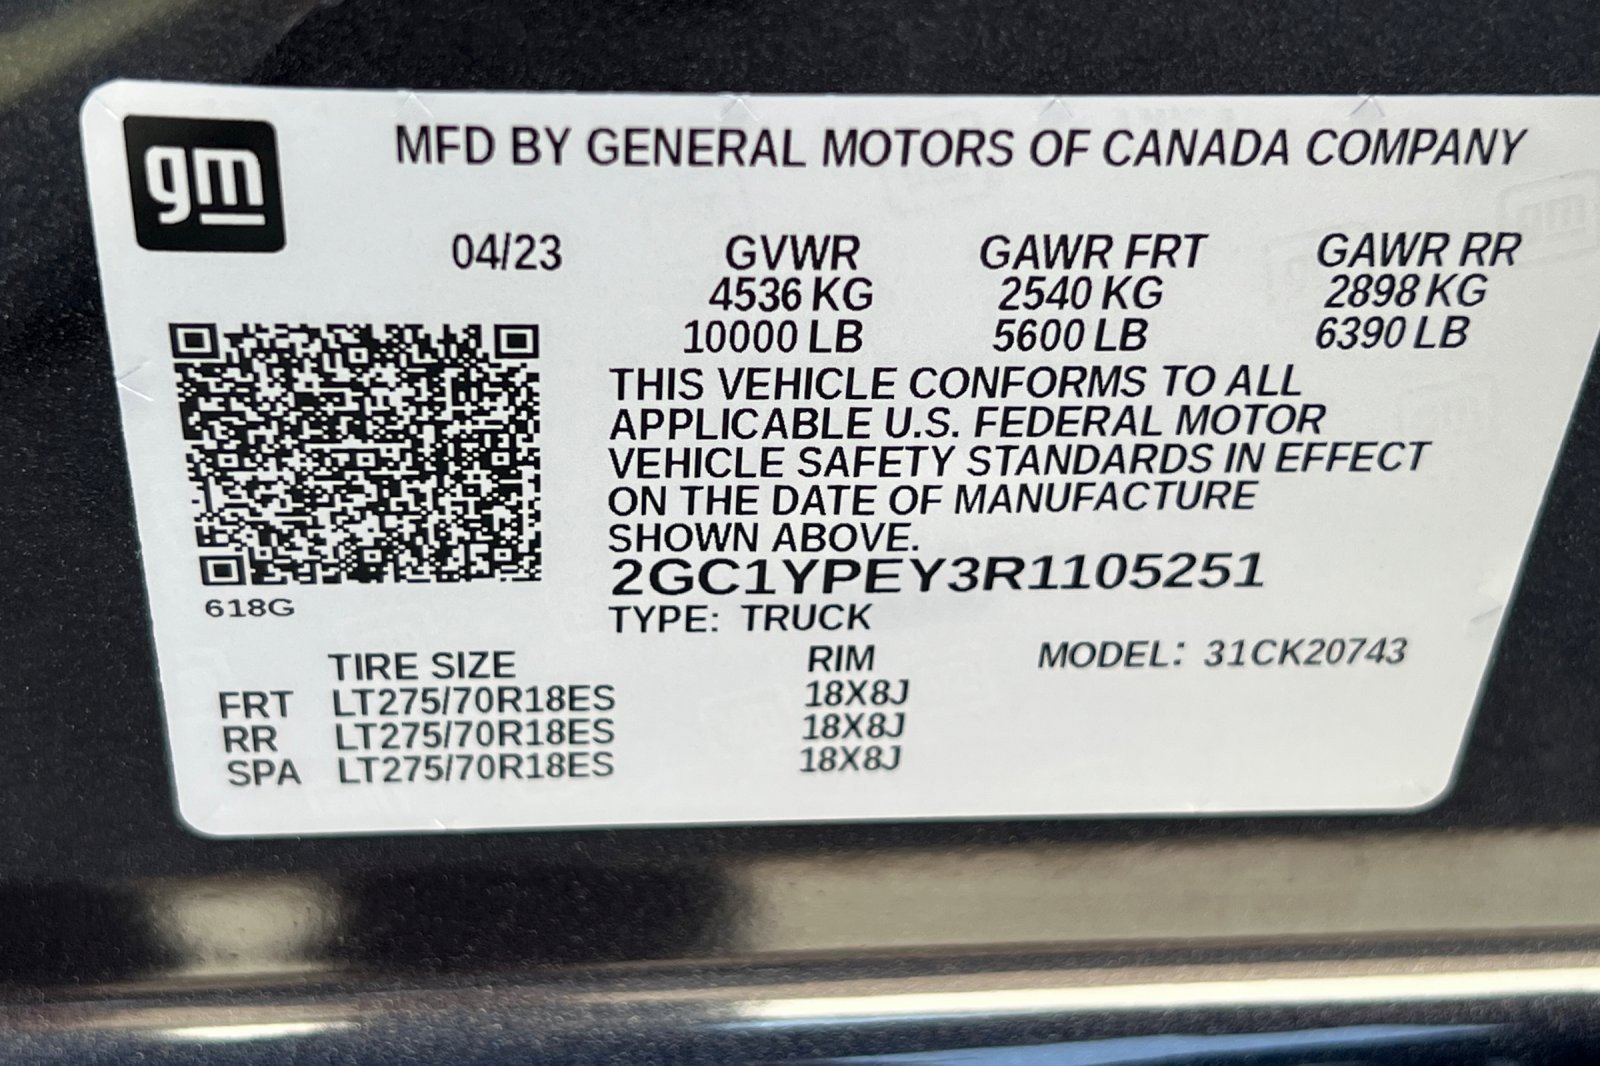 gm
MFD BY GENERAL MOTORS OF CANADA COMPANY
04/23 GVWR GAWR FRT GAWR RR
4536 KG 2540 KG 2898 KG
10000 LB 5600 LB 6390 LB
THIS VEHICLE CONFORMS TO ALL
APPLICABLE U.S. FEDERAL MOTOR
VEHICLE SAFETY STANDARDS IN EFFECT
ON THE DATE OF MANUFACTURE
SHOWN ABOVE.
2GC1YPEY3R1105251
618G
TYPE: TRUCK
TIRE SIZE RIM MODEL: 31CK20743
FRT LT275/70R18ES 18X8J
RR LT275/70R18ES 18X8J
SPA LT275/70R18ES 18X8J